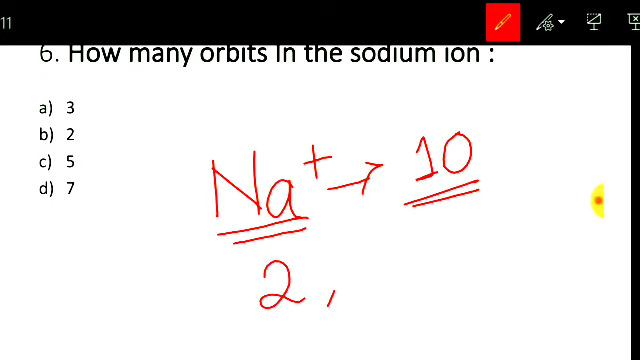 11
6. How many orbits In the sodium ion :
a) 3
b) 2
c) 5
d) 7
Na+ → 10
2 ,